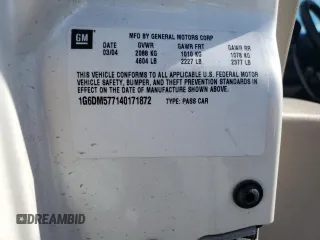 GM
MFD BY GENERAL MOTORS CORP
DATE GVWR GAWR FRT GAWR RR
03/04 2088 KG 1010 KG 1078 KG
4604 LB 2227 LB 2377 LB
THIS VEHICLE CONFORMS TO ALL APPLICABLE U.S. FEDERAL MOTOR
VEHICLE SAFETY, BUMPER, AND THEFT PREVENTION STANDARDS
IN EFFECT ON THE DATE OF MANUFACTURE SHOWN ABOVE.
1G6DM577140171872 TYPE: PASS CAR
DREAMBID